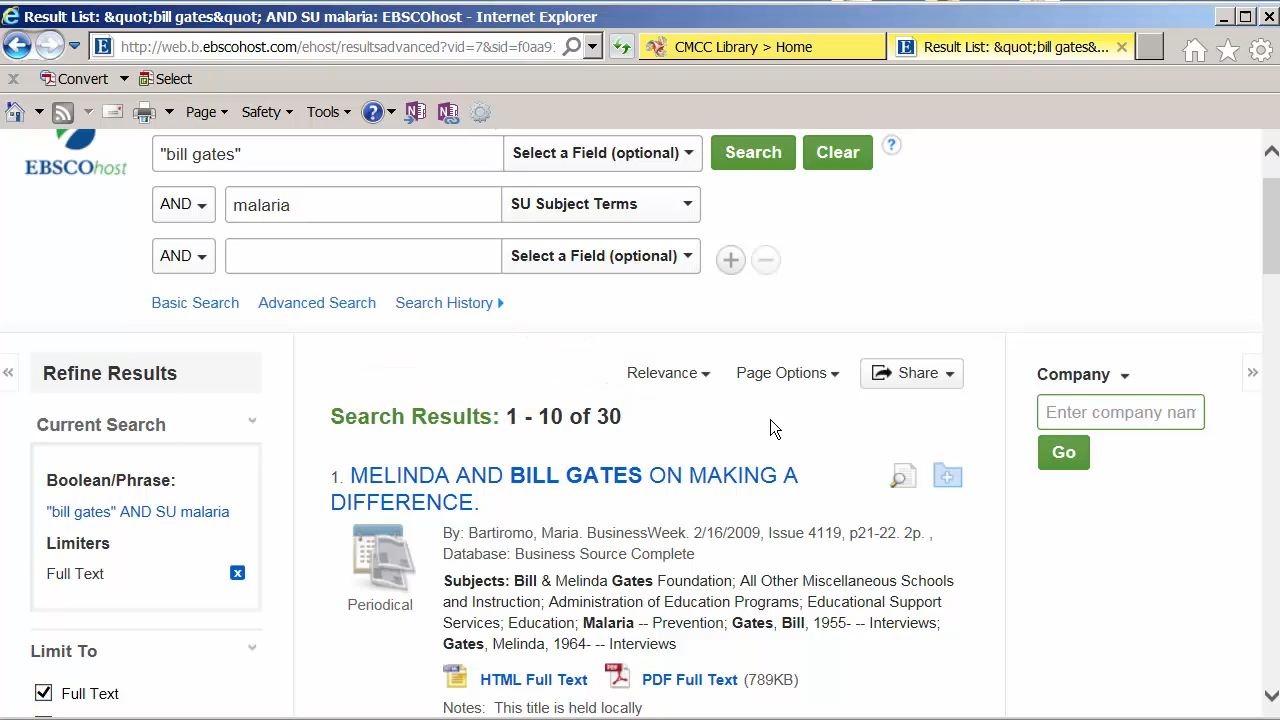 Result List: &quot;bill gates&quot; AND SU malaria: EBSCOhost - Internet Explorer
http://web.b.ebscohost.com/ehost/resultsadvanced?vid=7&sid=f0aa9
CMCC Library > Home
Result List: &quot;bill gates&...
Convert
Select
Page
Safety
Tools
EBSCOhost
"bill gates"
Select a Field (optional)
Search
Clear
AND
malaria
SU Subject Terms
AND
Select a Field (optional)
Basic Search
Advanced Search
Search History
Refine Results
Relevance
Page Options
Share
Company
Enter company nam
Go
Current Search
Search Results: 1 - 10 of 30
Boolean/Phrase:
"bill gates" AND SU malaria
Limiters
Full Text
Limit To
Full Text
1. MELINDA AND BILL GATES ON MAKING A
DIFFERENCE.
Periodical
By: Bartiromo, Maria. BusinessWeek. 2/16/2009, Issue 4119, p21-22. 2p. ,
Database: Business Source Complete
Subjects: Bill & Melinda Gates Foundation; All Other Miscellaneous Schools
and Instruction; Administration of Education Programs; Educational Support
Services; Education; Malaria -- Prevention; Gates, Bill, 1955- -- Interviews;
Gates, Melinda, 1964- -- Interviews
HTML Full Text
PDF Full Text (789KB)
Notes: This title is held locally